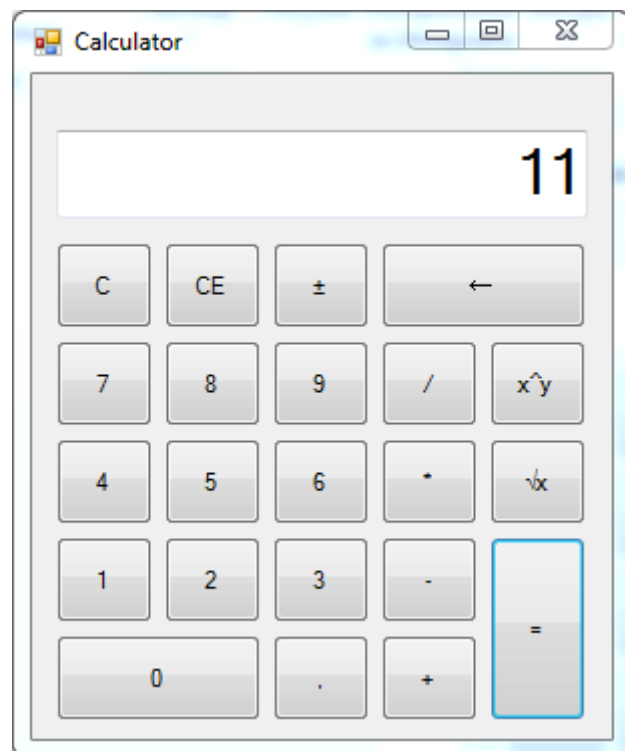 Calculator
11
C CE ± ←
7 8 9 / x^y
4 5 6 * √x
1 2 3 - =
0 . +